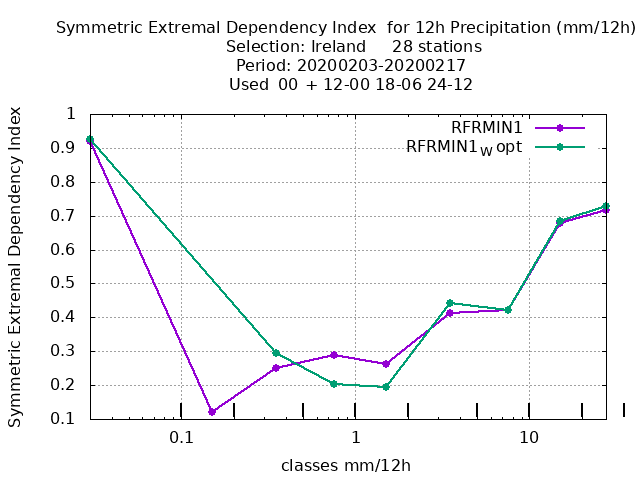 Symmetric Extremal Dependency Index  for 12h Precipitation (mm/12h)
Selection: Ireland     28 stations
Period: 20200203-20200217
Used  00  + 12-00 18-06 24-12
Symmetric Extremal Dependency Index
RFRMIN1
RFRMIN1W opt
1
0.9
0.8
0.7
0.6
0.5
0.4
0.3
0.2
0.1
0.1
1
10
classes mm/12h